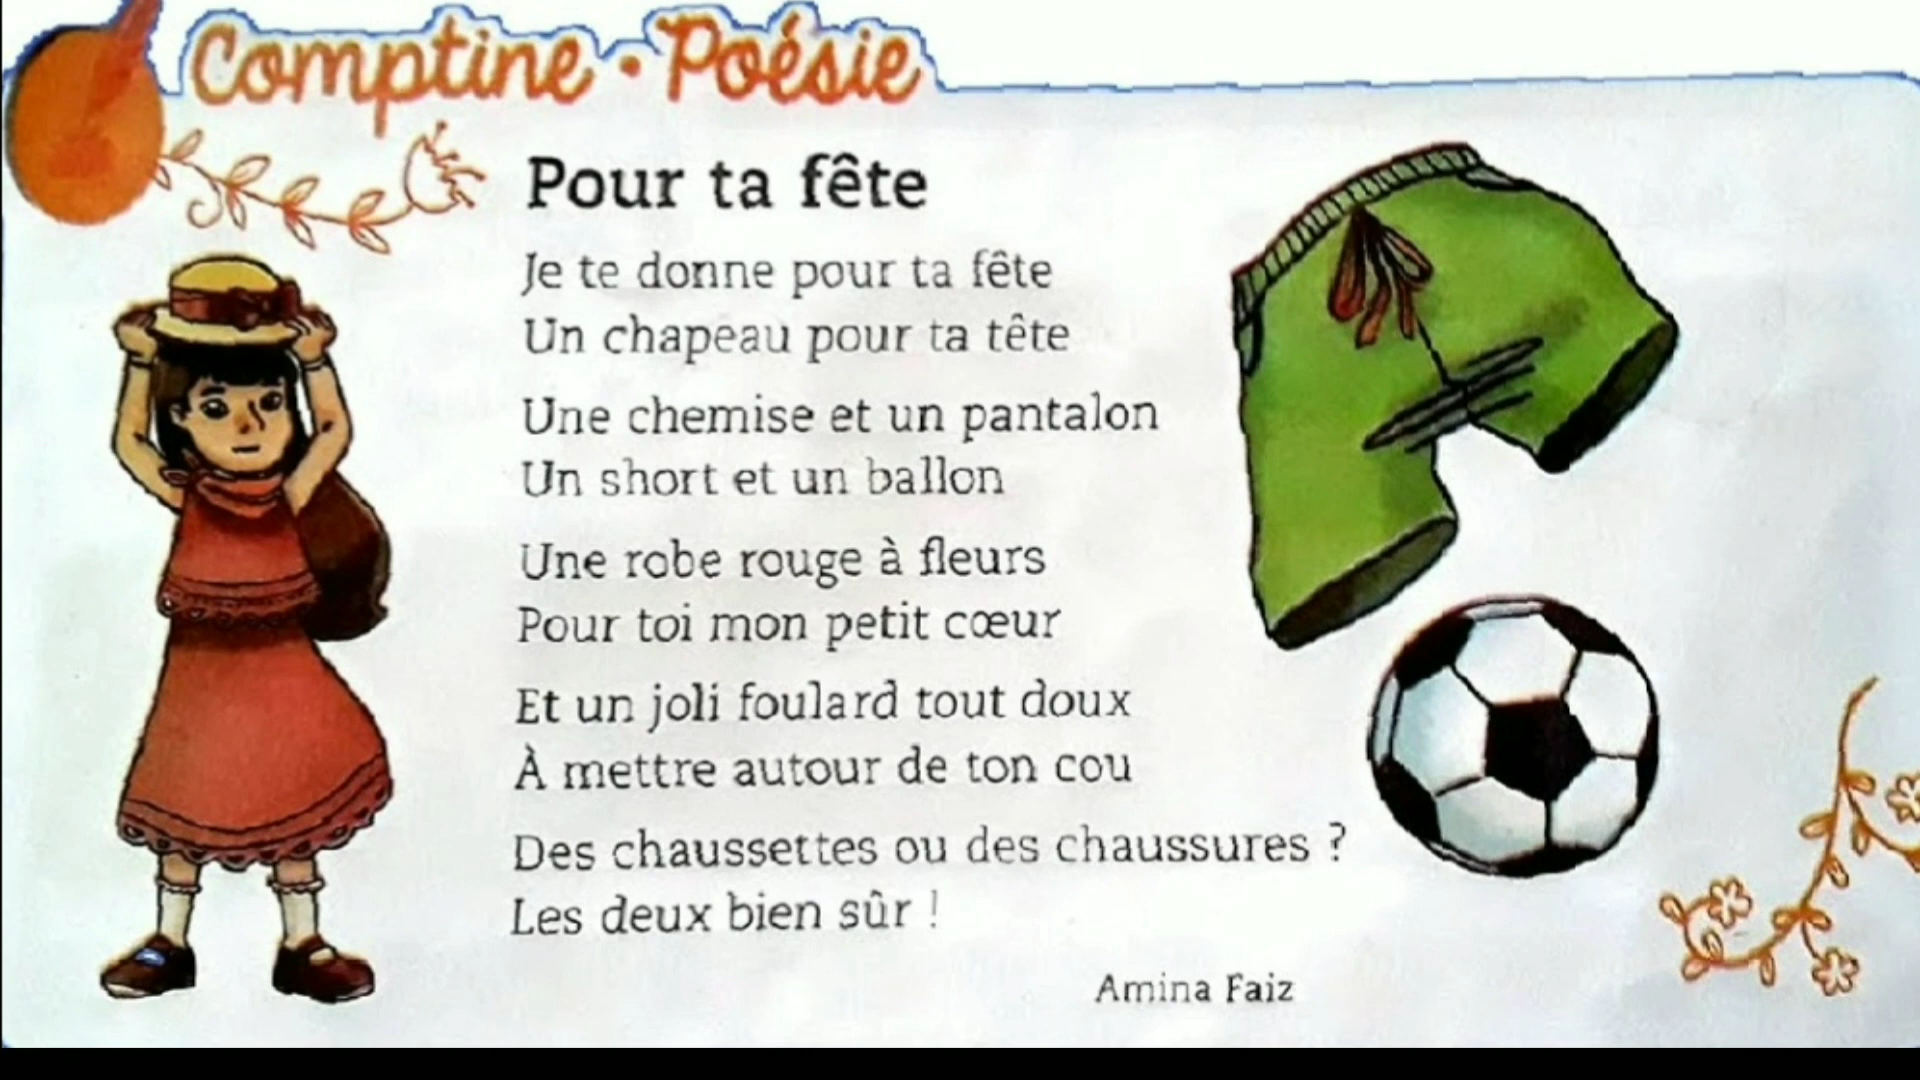 Comptine • Poésie
Pour ta fête
Je te donne pour ta fête
Un chapeau pour ta tête
Une chemise et un pantalon
Un short et un ballon
Une robe rouge à fleurs
Pour toi mon petit cœur
Et un joli foulard tout doux
À mettre autour de ton cou
Des chaussettes ou des chaussures ?
Les deux bien sûr !
Amina Faiz